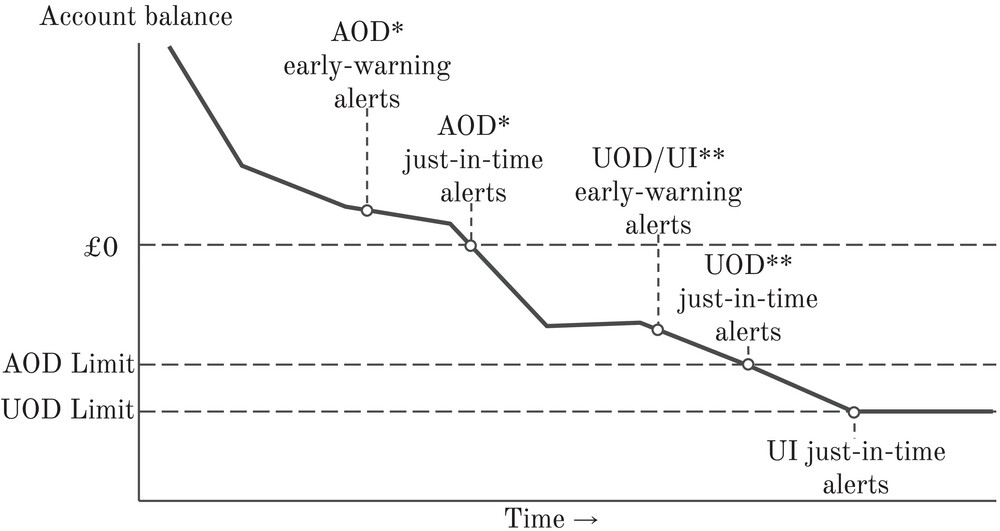 Account balance
AOD*
early-warning
alerts
AOD*
just-in-time
alerts
UOD/UI**
early-warning
alerts
£0
UOD**
just-in-time
alerts
AOD Limit
UOD Limit
UI just-in-time
alerts
Time →